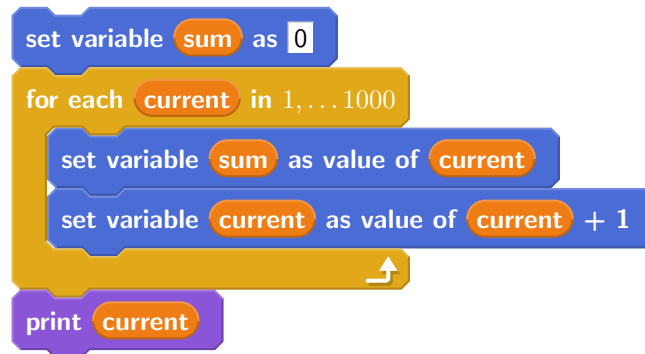 set variable sum as 0
for each current in 1, . . . 1000
set variable sum as value of current
set variable current as value of current + 1
print current